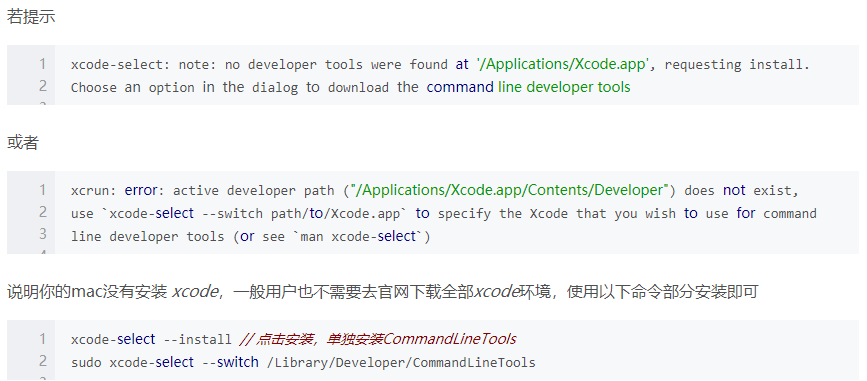 若提示
1 xcode-select: note: no developer tools were found at '/Applications/Xcode.app', requesting install.
2 Choose an option in the dialog to download the command line developer tools
或者
1 xcrun: error: active developer path ("/Applications/Xcode.app/Contents/Developer") does not exist,
2 use `xcode-select --switch path/to/Xcode.app` to specify the Xcode that you wish to use for command
3 line developer tools (or see `man xcode-select`)
说明你的mac没有安装 xcode，一般用户也不需要去官网下载全部xcode环境，使用以下命令部分安装即可
1 xcode-select --install // 点击安装，单独安装CommandLineTools
2 sudo xcode-select --switch /Library/Developer/CommandLineTools